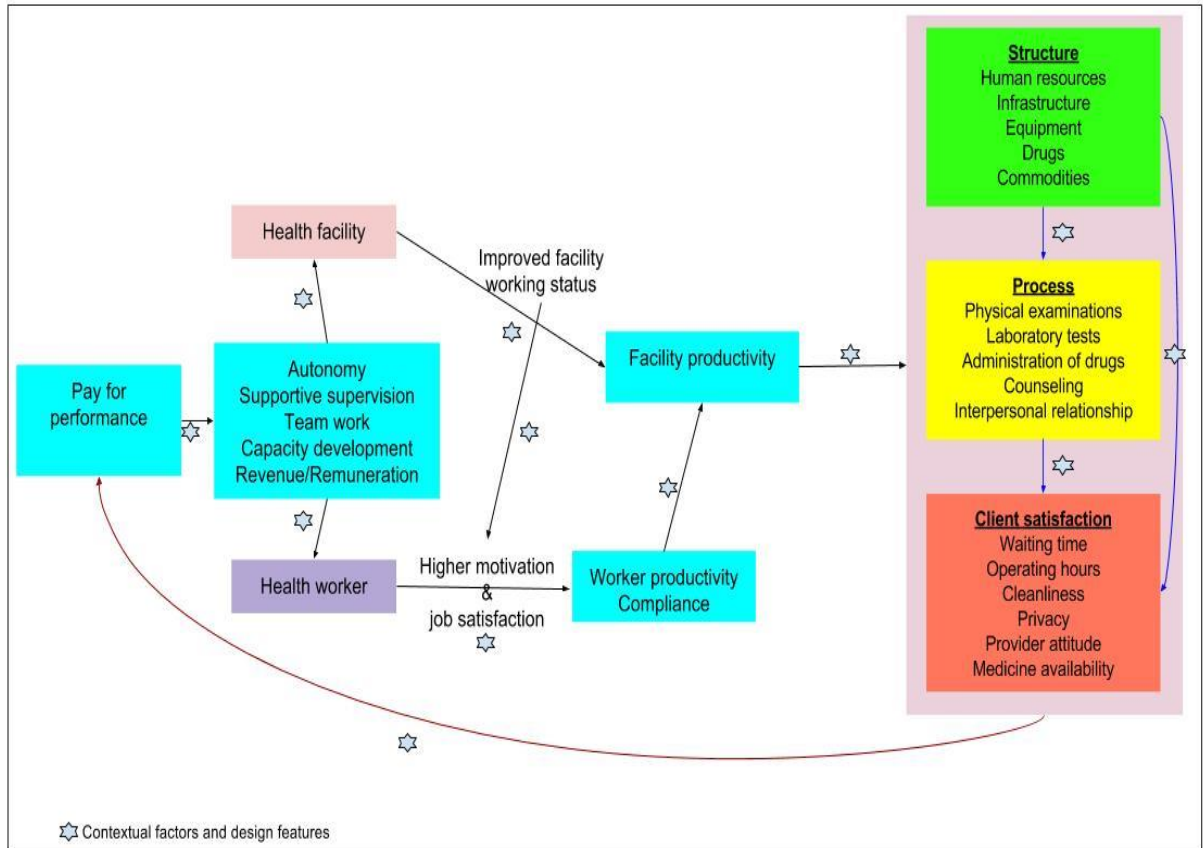 Pay for
performance
Health facility
Autonomy
Supportive supervision
Team work
Capacity development
Revenue/Remuneration
Health worker
Improved facility
working status
Higher motivation
&
job satisfaction
Facility productivity
Worker productivity
Compliance
Structure
Human resources
Infrastructure
Equipment
Drugs
Commodities
Process
Physical examinations
Laboratory tests
Administration of drugs
Counseling
Interpersonal relationship
Client satisfaction
Waiting time
Operating hours
Cleanliness
Privacy
Provider attitude
Medicine availability
Contextual factors and design features